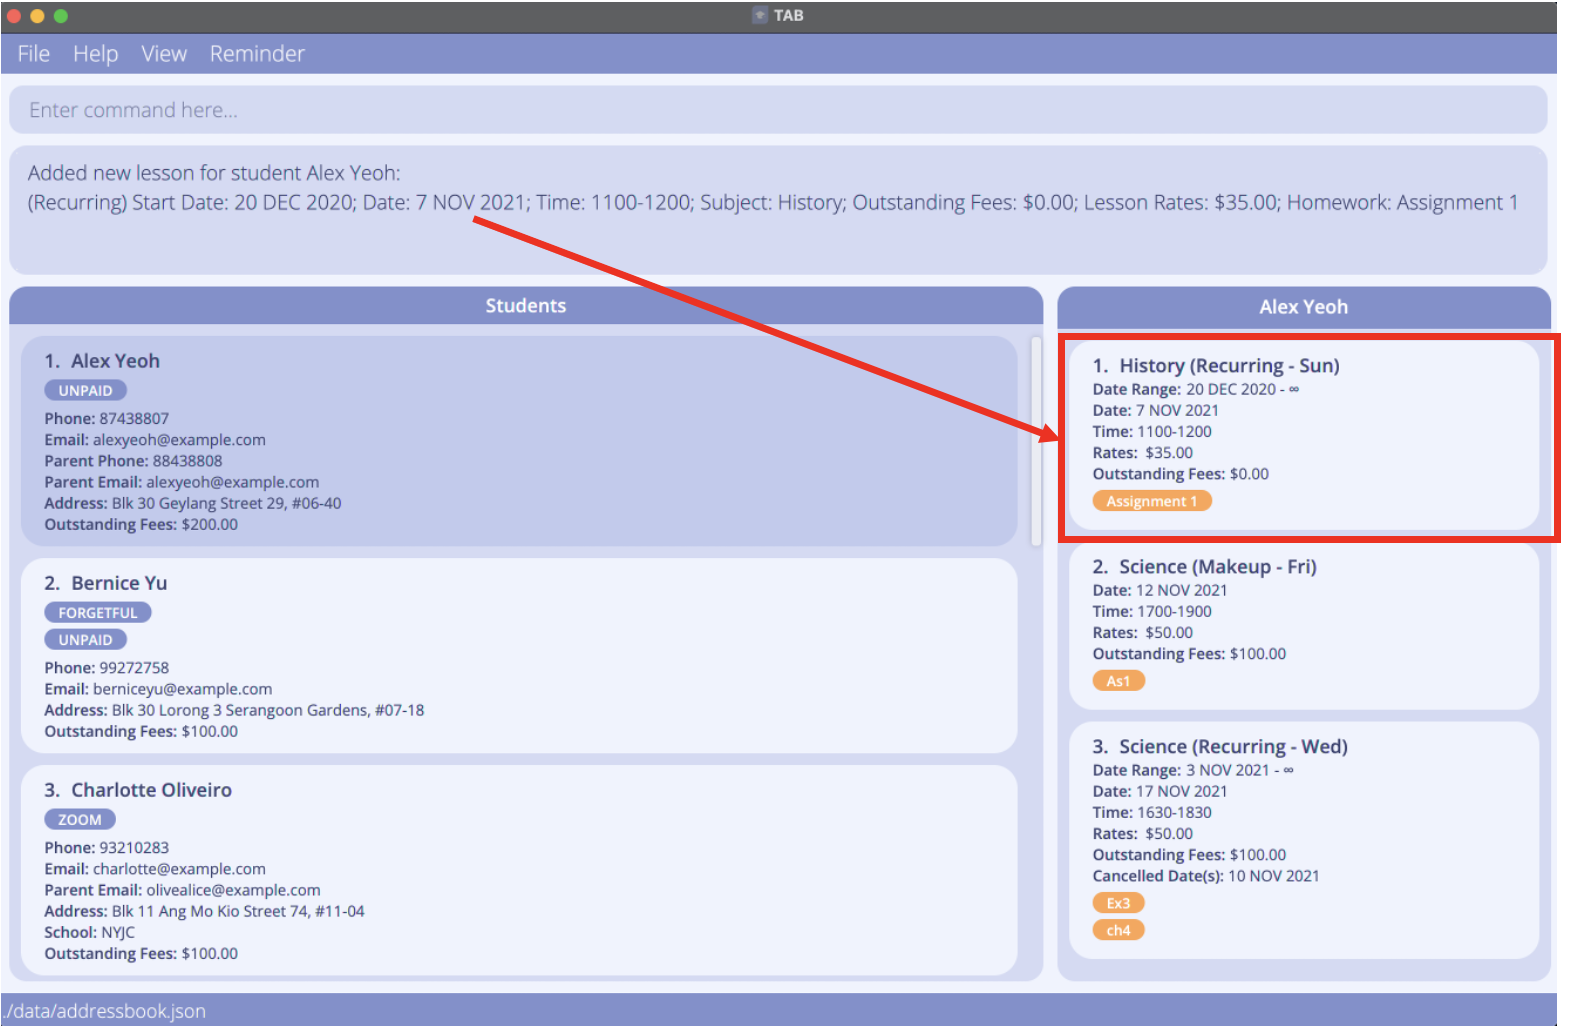 TAB
File Help View Reminder
Enter command here...
Added new lesson for student Alex Yeoh:
(Recurring) Start Date: 20 DEC 2020; Date: 7 NOV 2021; Time: 1100-1200; Subject: History; Outstanding Fees: $0.00; Lesson Rates: $35.00; Homework: Assignment 1
Students
1. Alex Yeoh
UNPAID
Phone: 87438807
Email: alexyeoh@example.com
Parent Phone: 88438808
Parent Email: alexyeoh@example.com
Address: Blk 30 Geylang Street 29, #06-40
Outstanding Fees: $200.00
2. Bernice Yu
FORGETFUL
UNPAID
Phone: 99272758
Email: berniceyu@example.com
Address: Blk 30 Lorong 3 Serangoon Gardens, #07-18
Outstanding Fees: $100.00
3. Charlotte Oliveiro
ZOOM
Phone: 93210283
Email: charlotte@example.com
Parent Email: olivealice@example.com
Address: Blk 11 Ang Mo Kio Street 74, #11-04
School: NYJC
Outstanding Fees: $100.00
Alex Yeoh
1. History (Recurring - Sun)
Date Range: 20 DEC 2020 - ∞
Date: 7 NOV 2021
Time: 1100-1200
Rates: $35.00
Outstanding Fees: $0.00
Assignment 1
2. Science (Makeup - Fri)
Date: 12 NOV 2021
Time: 1700-1900
Rates: $50.00
Outstanding Fees: $100.00
As1
3. Science (Recurring - Wed)
Date Range: 3 NOV 2021 - ∞
Date: 17 NOV 2021
Time: 1630-1830
Rates: $50.00
Outstanding Fees: $100.00
Cancelled Date(s): 10 NOV 2021
Ex3
ch4
./data/addressbook.json